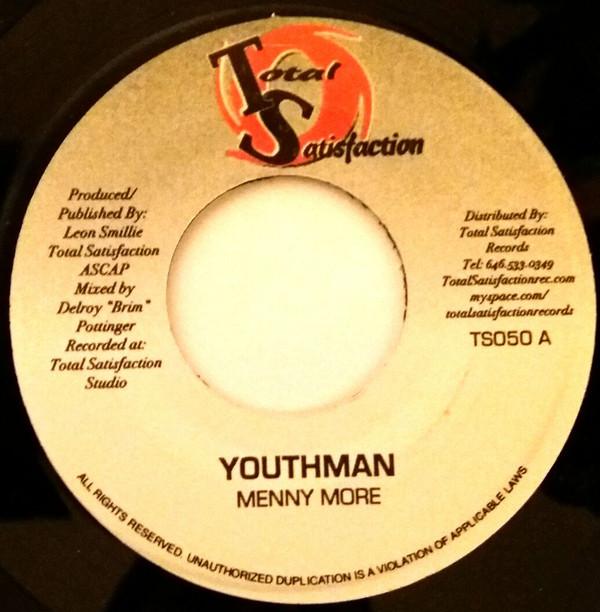 Total
Satisfaction
Produced/
Published By:
Leon Smillie
Total Satisfaction
ASCAP
Mixed by
Delroy "Brim"
Pottinger
Recorded at:
Total Satisfaction
Studio
Distributed By:
Total Satisfaction
Records
Tel: 646.533.0349
TotalSatisfactionrec.com
myspace.com/
totalsatisfactionrecords
TS050 A
YOUTHMAN
MENNY MORE
ALL RIGHTS RESERVED. UNAUTHORIZED DUPLICATION IS A VIOLATION OF APPLICABLE LAWS